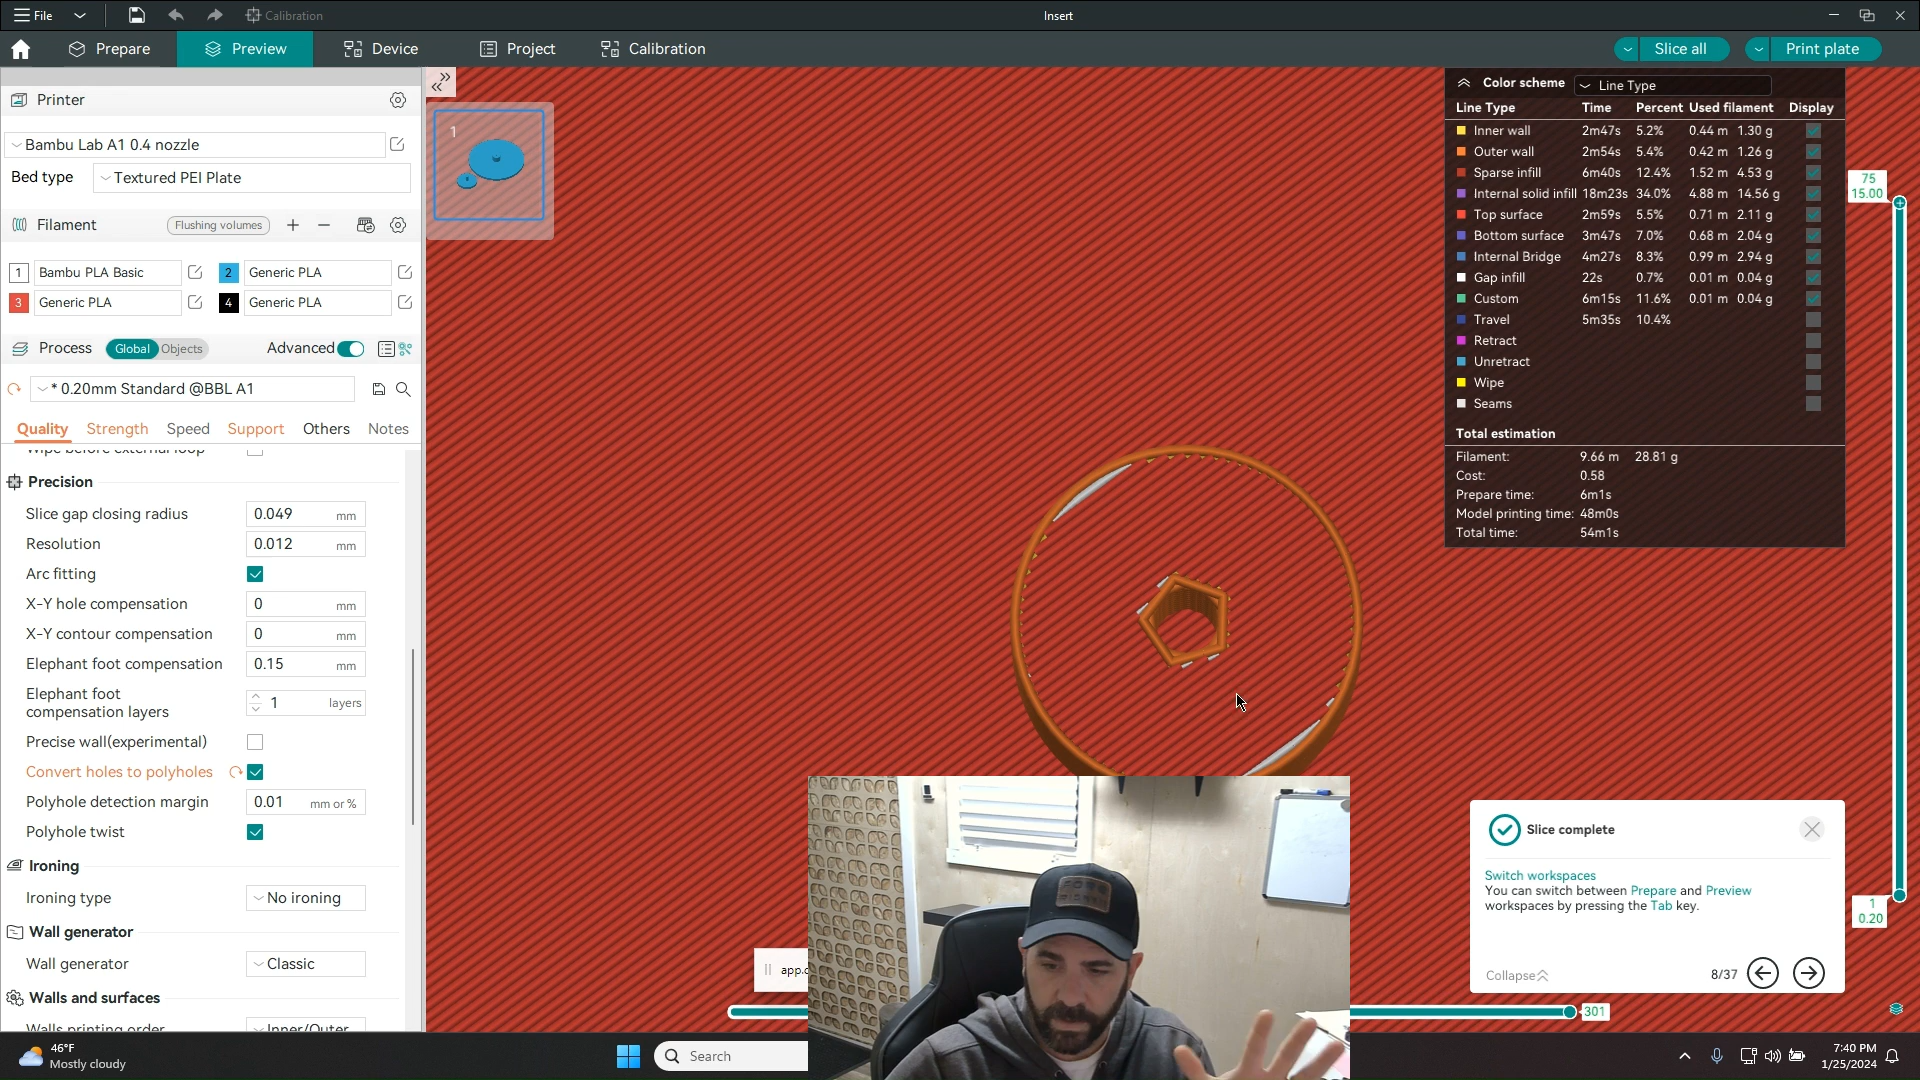 File
Calibration
Insert
Prepare
Preview
Device
Project
Calibration
Slice all
Print plate
Printer
Bambu Lab A1 0.4 nozzle
Bed type
Textured PEI Plate
Filament
Flushing volumes
1 Bambu PLA Basic
2 Generic PLA
3 Generic PLA
4 Generic PLA
Process Global Objects Advanced
* 0.20mm Standard @BBL A1
Quality Strength Speed Support Others Notes
Wipe before external loop
Precision
Slice gap closing radius 0.049 mm
Resolution 0.012 mm
Arc fitting
X-Y hole compensation 0 mm
X-Y contour compensation 0 mm
Elephant foot compensation 0.15 mm
Elephant foot
compensation layers 1 layers
Precise wall(experimental)
Convert holes to polyholes
Polyhole detection margin 0.01 mm or %
Polyhole twist
Ironing
Ironing type No ironing
Wall generator
Wall generator Classic
Walls and surfaces
Walls printing order Inner/Outer
1
Color scheme Line Type
Line Type Time Percent Used filament Display
Inner wall 2m47s 5.2% 0.44 m 1.30 g
Outer wall 2m54s 5.4% 0.42 m 1.26 g
Sparse infill 6m40s 12.4% 1.52 m 4.53 g
Internal solid infill 18m23s 34.0% 4.88 m 14.56 g
Top surface 2m59s 5.5% 0.71 m 2.11 g
Bottom surface 3m47s 7.0% 0.68 m 2.04 g
Internal Bridge 4m27s 8.3% 0.99 m 2.94 g
Gap infill 22s 0.7% 0.01 m 0.04 g
Custom 6m15s 11.6% 0.01 m 0.04 g
Travel 5m35s 10.4%
Retract
Unretract
Wipe
Seams
Total estimation
Filament: 9.66 m 28.81 g
Cost: 0.58
Prepare time: 6m1s
Model printing time: 48m0s
Total time: 54m1s
75
15.00
1
0.20
Slice complete
Switch workspaces
You can switch between Prepare and Preview
workspaces by pressing the Tab key.
Collapse
8/37
301
46°F
Mostly cloudy
Search
7:40 PM
1/25/2024